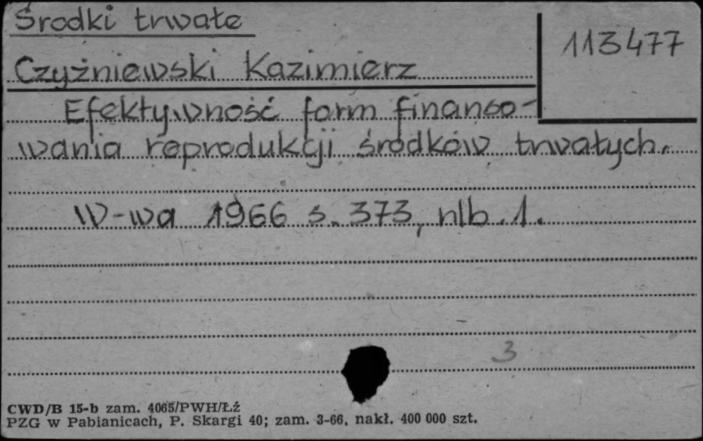 Środki trwałe
113477
Czyżniewski Kazimierz
Efektywność form finanso-
wania reprodukcji środków trwałych.
W-wa 1966 s. 373, nlb. 1.
3
CWD/B 15-b zam. 4065/PWH/Łź
PZG w Pabianicach, P. Skargi 40; zam. 3-66, nakł. 400 000 szt.